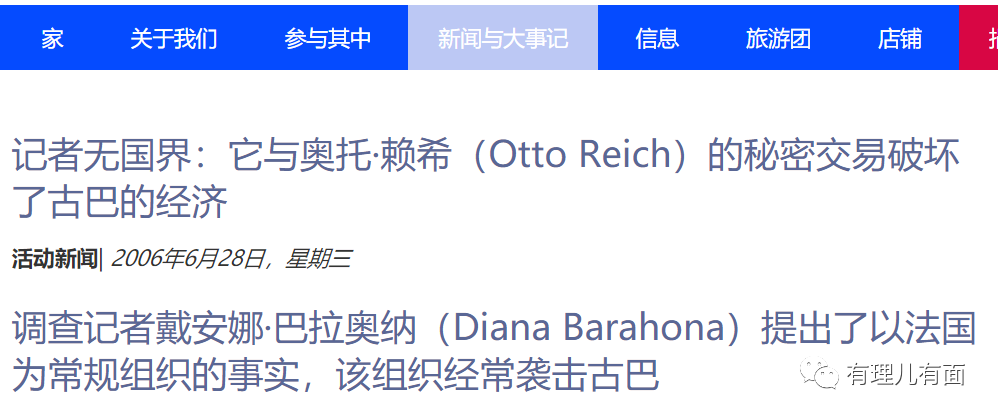 家 关于我们 参与其中 新闻与大事记 信息 旅游团 店铺
记者无国界：它与奥托·赖希（Otto Reich）的秘密交易破坏
了古巴的经济
活动新闻| 2006年6月28日，星期三
调查记者戴安娜·巴拉奥纳（Diana Barahona）提出了以法国
为常规组织的事实，该组织经常袭击古巴
有理儿有面